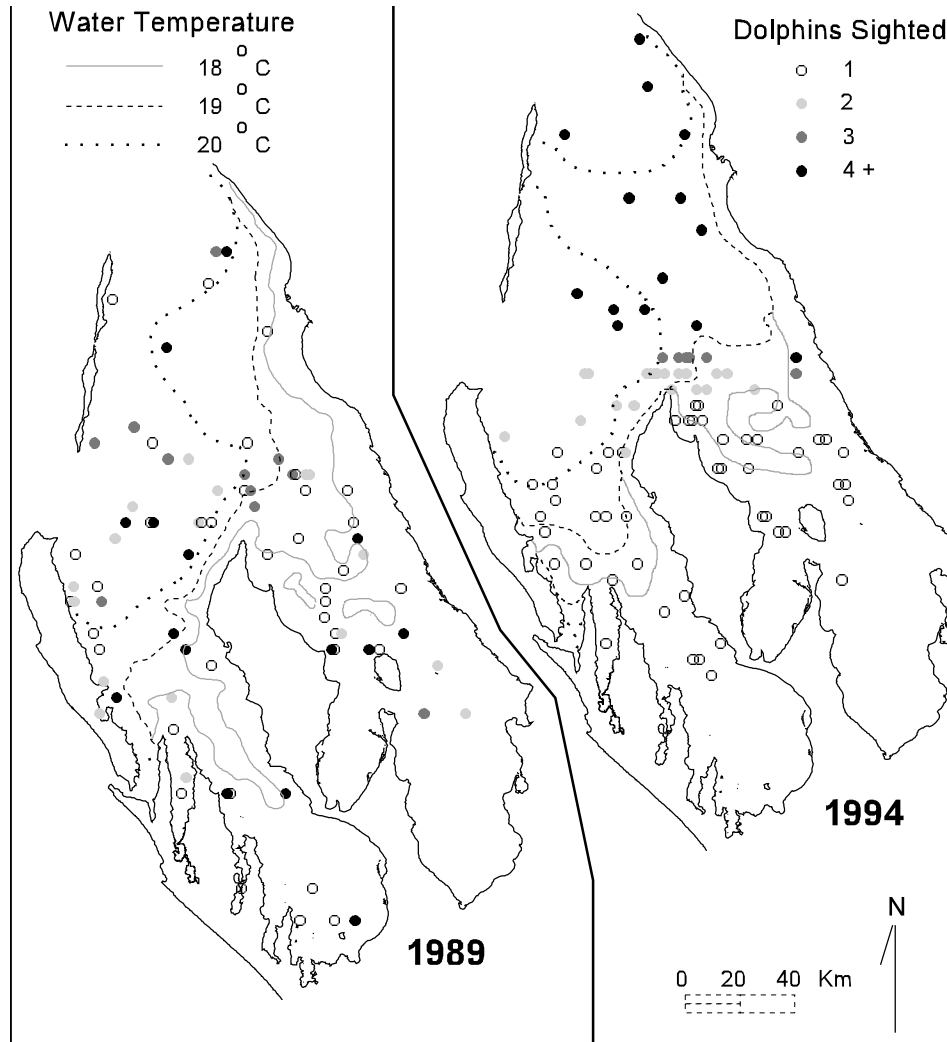 Water Temperature
18 °C
19 °C
20 °C
Dolphins Sighted
1
2
3
4 +
1989
1994
N
0 20 40 Km